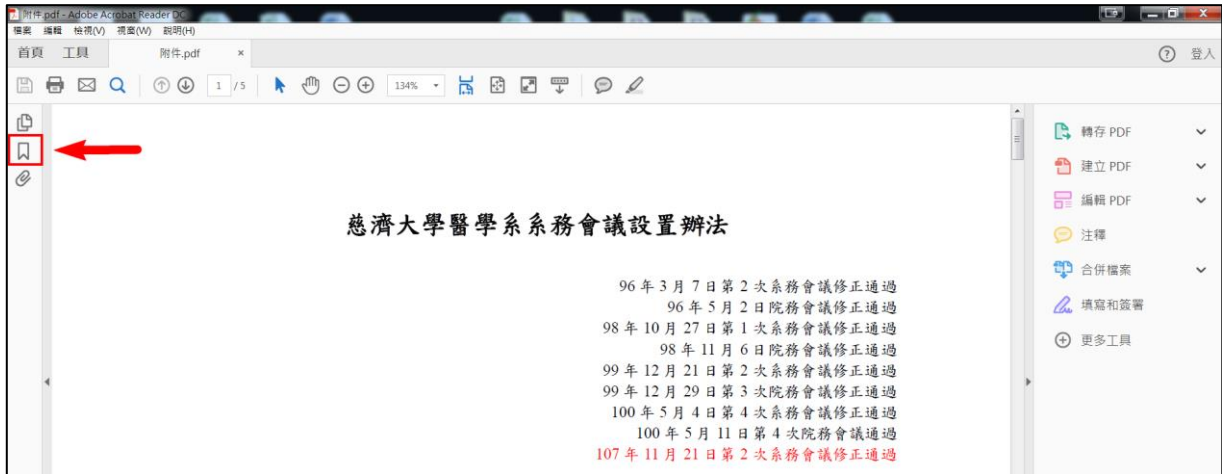 附件.pdf - Adobe Acrobat Reader DC
檔案 編輯 檢視(V) 視窗(W) 說明(H)
首頁 工具 附件.pdf × ? 登入
1 / 5 134%
轉存 PDF
建立 PDF
編輯 PDF
注釋
合併檔案
填寫和簽署
更多工具
慈濟大學醫學系系務會議設置辦法
96 年 3 月 7 日第 2 次系務會議修正通過
96 年 5 月 2 日院務會議修正通過
98 年 10 月 27 日第 1 次系務會議修正通過
98 年 11 月 6 日院務會議修正通過
99 年 12 月 21 日第 2 次系務會議修正通過
99 年 12 月 29 日第 3 次院務會議修正通過
100 年 5 月 4 日第 4 次系務會議修正通過
100 年 5 月 11 日第 4 次院務會議通過
107 年 11 月 21 日第 2 次系務會議修正通過